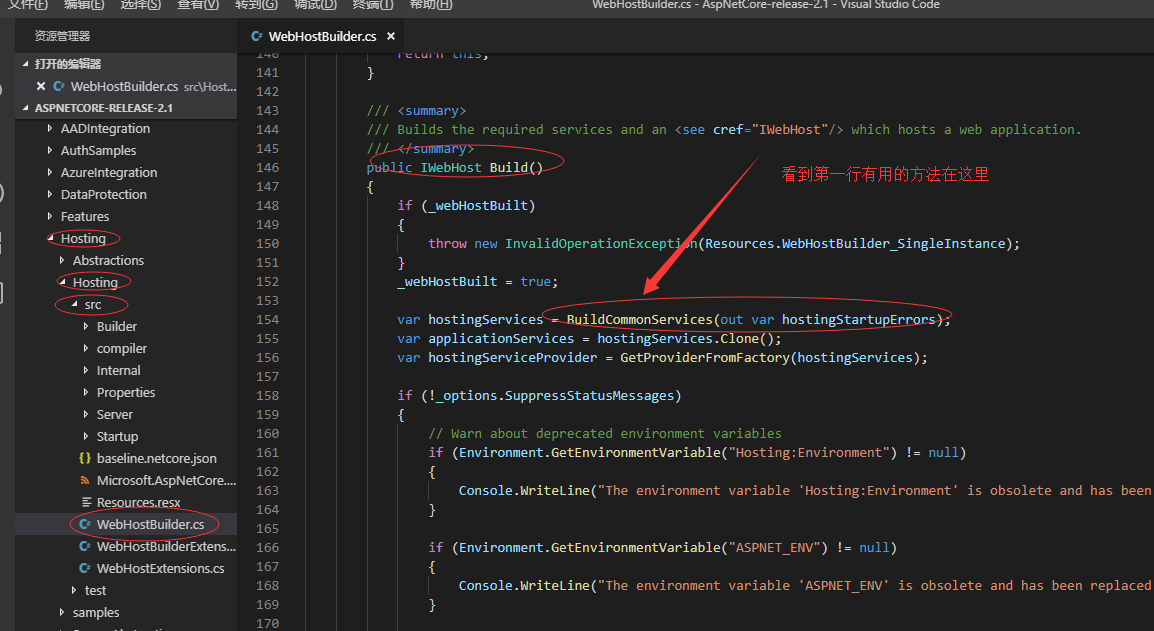 文件(F) 编辑(E) 选择(S) 查看(V) 转到(G) 调试(D) 终端(T) 帮助(H)
WebHostBuilder.cs - AspNetCore-release-2.1 - Visual Studio Code
资源管理器
打开的编辑器
WebHostBuilder.cs src\Host...
ASPNETCORE-RELEASE-2.1
AADIntegration
AuthSamples
AzureIntegration
DataProtection
Features
Hosting
Abstractions
Hosting
src
Builder
compiler
Internal
Properties
Server
Startup
{} baseline.netcore.json
Microsoft.AspNetCore....
Resources.resx
C# WebHostBuilder.cs
C# WebHostBuilderExtens...
C# WebHostExtensions.cs
test
samples
C# WebHostBuilder.cs ×
140 return this;
141 }
142
143 /// <summary>
144 /// Builds the required services and an <see cref="IWebHost"/> which hosts a web application.
145 /// </summary>
146 public IWebHost Build()
147 {
148 if (_webHostBuilt)
149 {
150 throw new InvalidOperationException(Resources.WebHostBuilder_SingleInstance);
151 }
152 _webHostBuilt = true;
153
154 var hostingServices = BuildCommonServices(out var hostingStartupErrors);
155 var applicationServices = hostingServices.Clone();
156 var hostingServiceProvider = GetProviderFromFactory(hostingServices);
157
158 if (!_options.SuppressStatusMessages)
159 {
160 // Warn about deprecated environment variables
161 if (Environment.GetEnvironmentVariable("Hosting:Environment") != null)
162 {
163 Console.WriteLine("The environment variable 'Hosting:Environment' is obsolete and has been
164 }
165
166 if (Environment.GetEnvironmentVariable("ASPNET_ENV") != null)
167 {
168 Console.WriteLine("The environment variable 'ASPNET_ENV' is obsolete and has been replaced
169 }
170
看到第一行有用的方法在这里